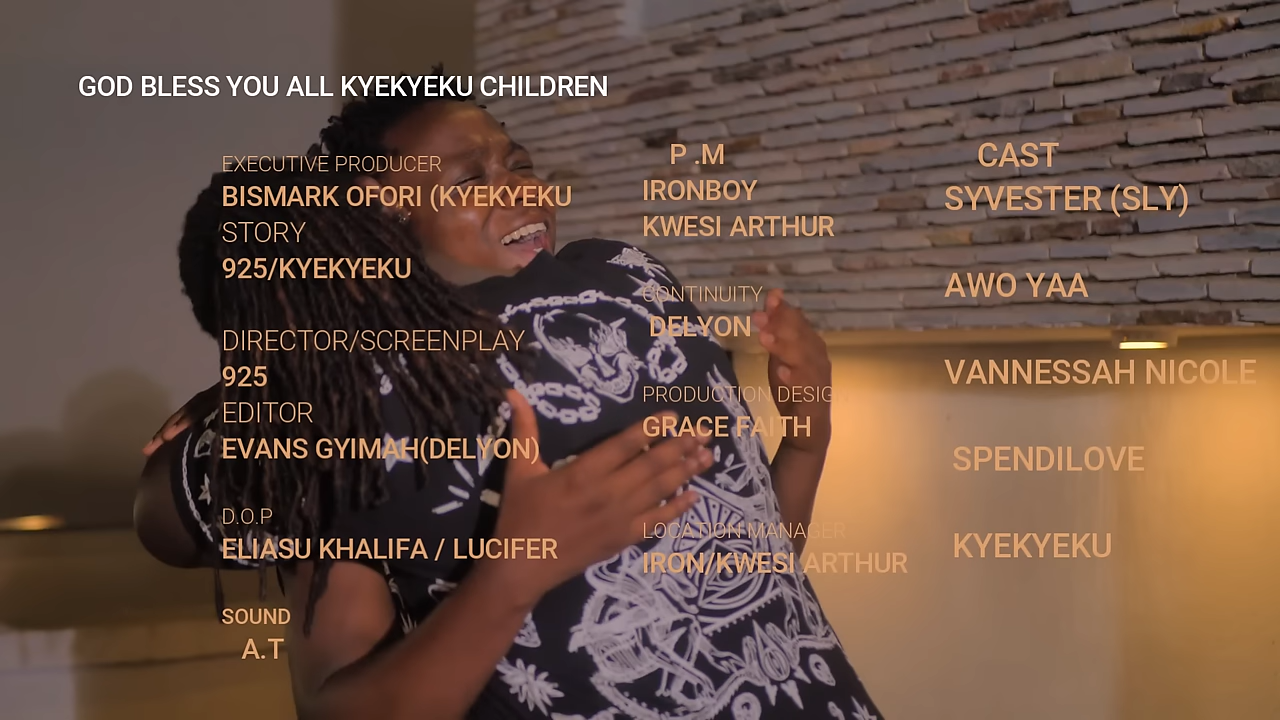 GOD BLESS YOU ALL KYEKYEKU CHILDREN
EXECUTIVE PRODUCER
BISMARK OFORI (KYEKYEKU
STORY
925/KYEKYEKU
DIRECTOR/SCREENPLAY
925
EDITOR
EVANS GYIMAH(DELYON)
D.O.P
ELIASU KHALIFA / LUCIFER
SOUND
A.T
P .M
IRONBOY
KWESI ARTHUR
CONTINUITY
DELYON
PRODUCTION DESIG
GRACE FAITH
LOCATION MANAGER
IRON/KWESI ARTHUR
CAST
SYVESTER (SLY)
AWO YAA
VANNESSAH NICOLE
SPENDILOVE
KYEKYEKU